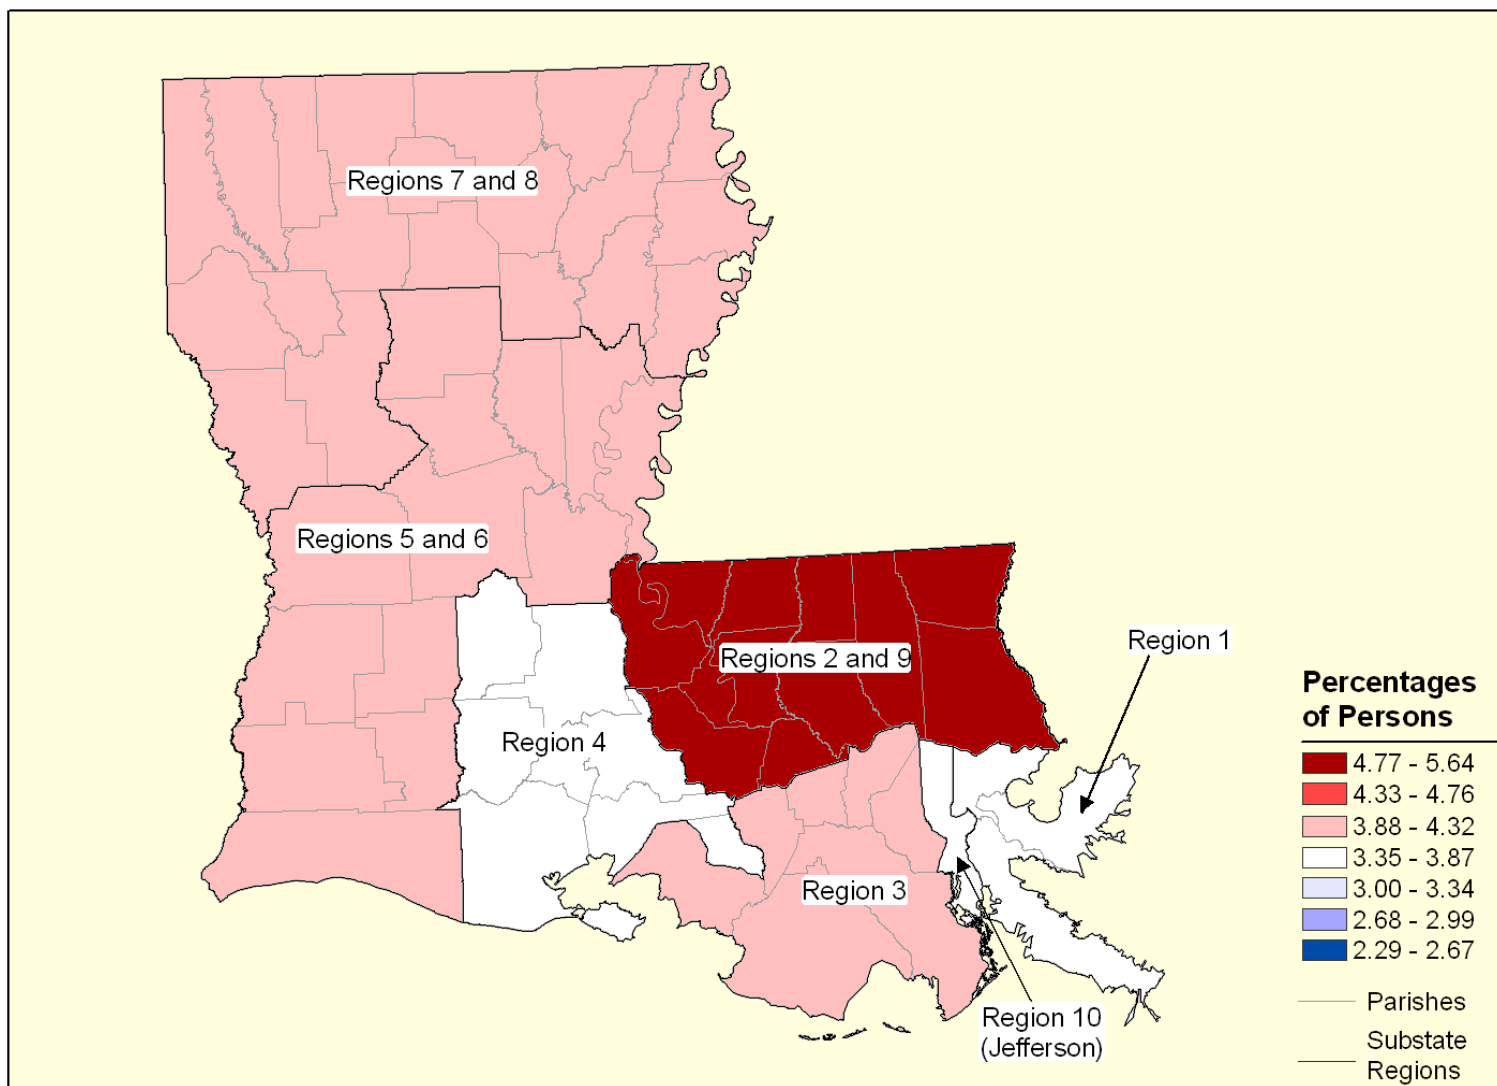 Regions 7 and 8
Regions 5 and 6
Regions 2 and 9
Region 1
Region 4
Region 3
Region 10
(Jefferson)
Percentages
of Persons
4.77 - 5.64
4.33 - 4.76
3.88 - 4.32
3.35 - 3.87
3.00 - 3.34
2.68 - 2.99
2.29 - 2.67
Parishes
Substate
Regions